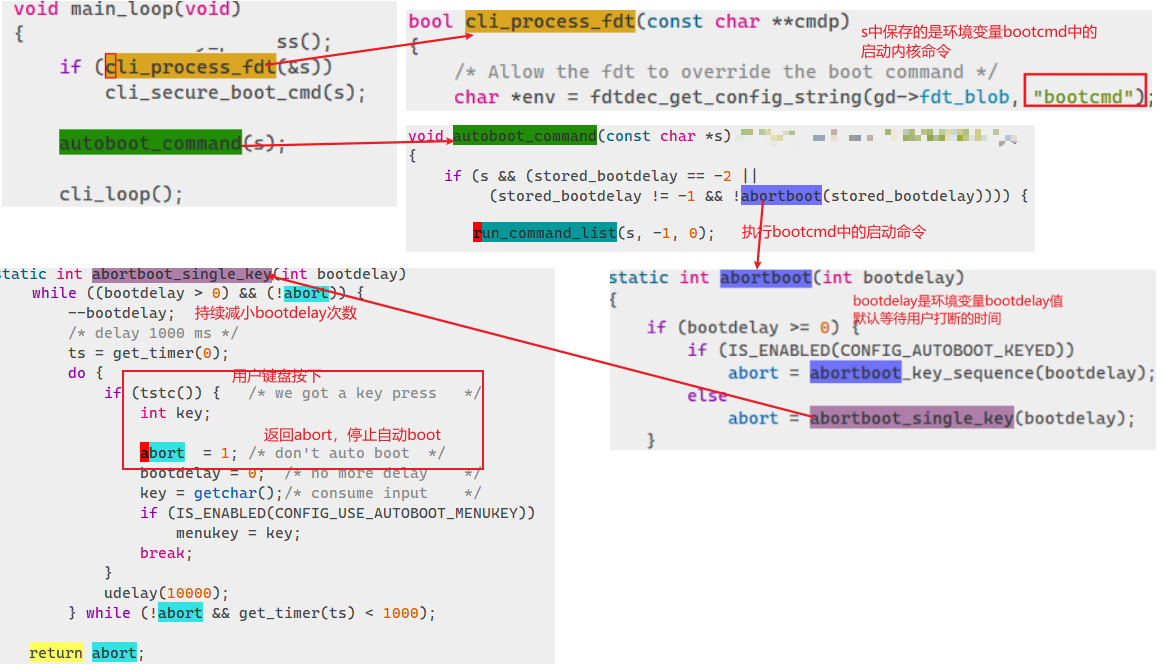 void main_loop(void)
{
ss();
if (cli_process_fdt(&s))
cli_secure_boot_cmd(s);
autoboot_command(s);
cli_loop();
bool cli_process_fdt(const char **cmdp)
{
s中保存的是环境变量bootcmd中的
启动内核命令
/* Allow the fdt to override the boot command */
char *env = fdtdec_get_config_string(gd->fdt_blob, "bootcmd");
void autoboot_command(const char *s)
{
if (s && (stored_bootdelay == -2 ||
(stored_bootdelay != -1 && !abortboot(stored_bootdelay)))) {
run_command_list(s, -1, 0); 执行bootcmd中的启动命令
static int abortboot(int bootdelay)
{
bootdelay是环境变量bootdelay值
默认等待用户打断的时间
if (bootdelay >= 0) {
if (IS_ENABLED(CONFIG_AUTOBOOT_KEYED))
abort = abortboot_key_sequence(bootdelay);
else
abort = abortboot_single_key(bootdelay);
}
static int abortboot_single_key(int bootdelay)
while ((bootdelay > 0) && (!abort)) {
--bootdelay; 持续减小bootdelay次数
/* delay 1000 ms */
ts = get_timer(0);
do {
用户键盘按下
if (tstc()) { /* we got a key press */
int key;
返回abort，停止自动boot
abort = 1; /* don't auto boot */
bootdelay = 0; /* no more delay */
key = getchar();/* consume input */
if (IS_ENABLED(CONFIG_USE_AUTOBOOT_MENUKEY))
menukey = key;
break;
}
udelay(10000);
} while (!abort && get_timer(ts) < 1000);
return abort;